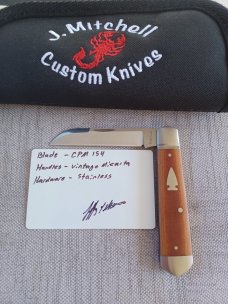 J. Mitchell
Custom Knives
Blade - CPM 154
Handles - Vintage Micarta
Hardware - Stainless